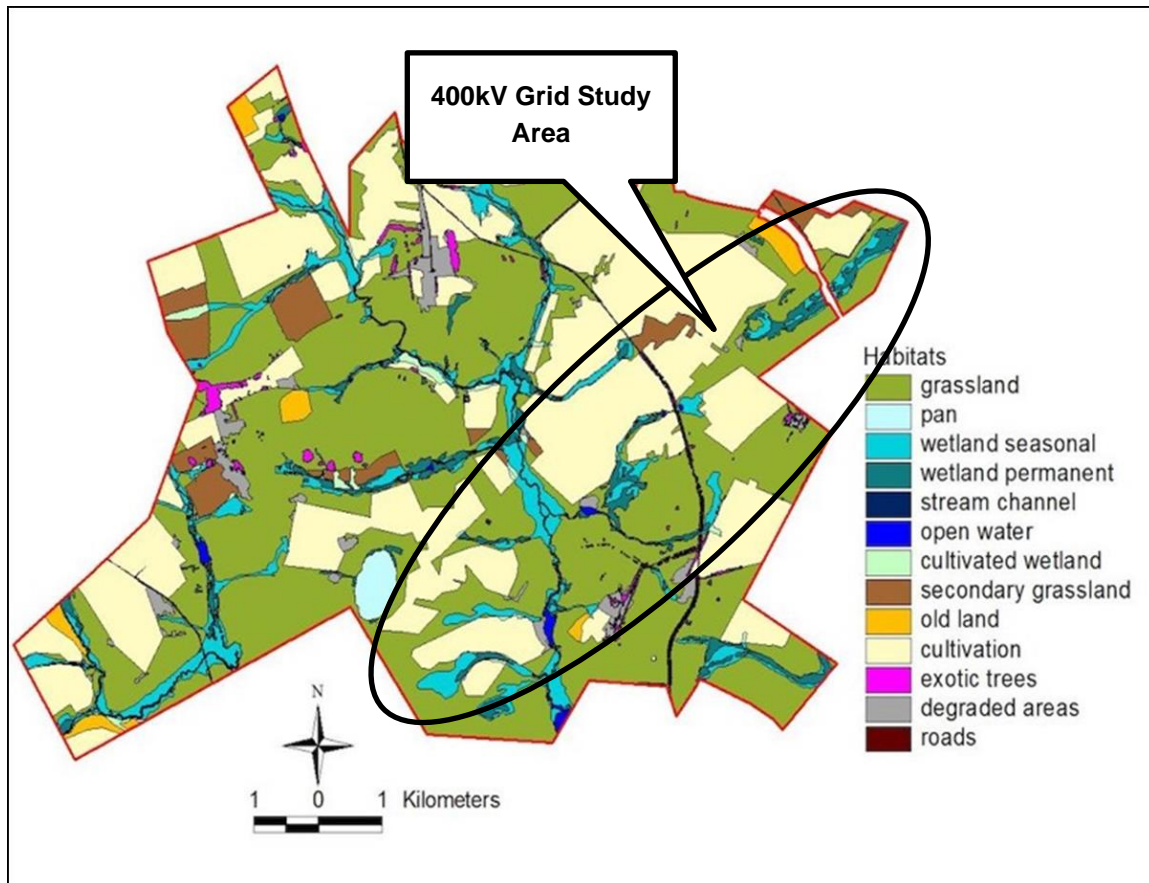 400kV Grid Study
Area
Habitats
grassland
pan
wetland seasonal
wetland permanent
stream channel
open water
cultivated wetland
secondary grassland
old land
cultivation
exotic trees
degraded areas
roads
N
1 0 1 Kilometers